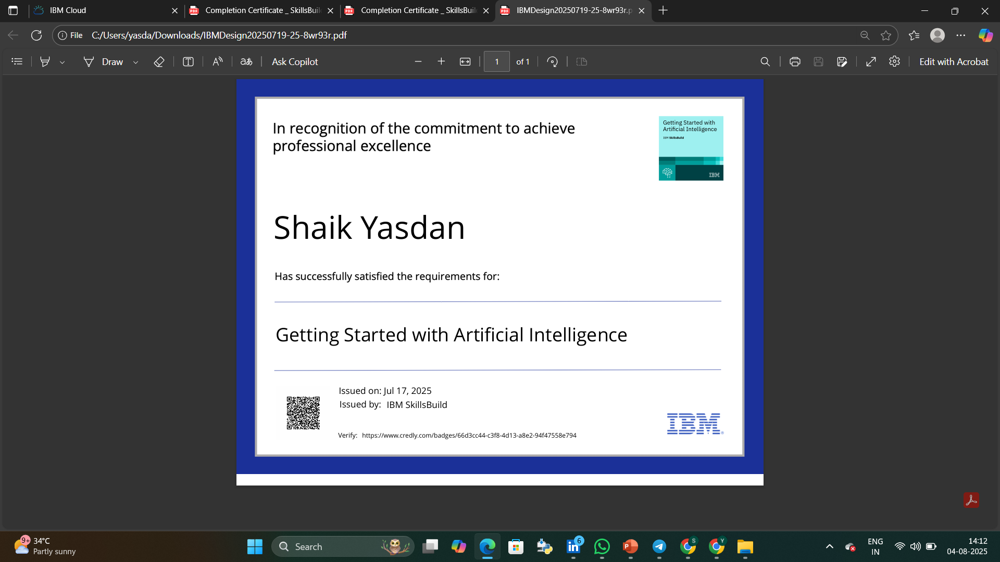 IBM Cloud
Completion Certificate _ SkillsBuil
Completion Certificate _ SkillsBuil
IBMDesign20250719-25-8wr93r.p
File C:/Users/yasda/Downloads/IBMDesign20250719-25-8wr93r.pdf
Draw
aあ
Ask Copilot
1 of 1
Edit with Acrobat
In recognition of the commitment to achieve
professional excellence
Getting Started with
Artificial Intelligence
IBM SkillsBuild
IBM
Shaik Yasdan
Has successfully satisfied the requirements for:
Getting Started with Artificial Intelligence
Issued on: Jul 17, 2025
Issued by: IBM SkillsBuild
Verify: https://www.credly.com/badges/66d3cc44-c3f8-4d13-a8e2-94f47558e794
IBM
9+
34°C
Partly sunny
Search
6
S
Y
ENG
IN
14:12
04-08-2025